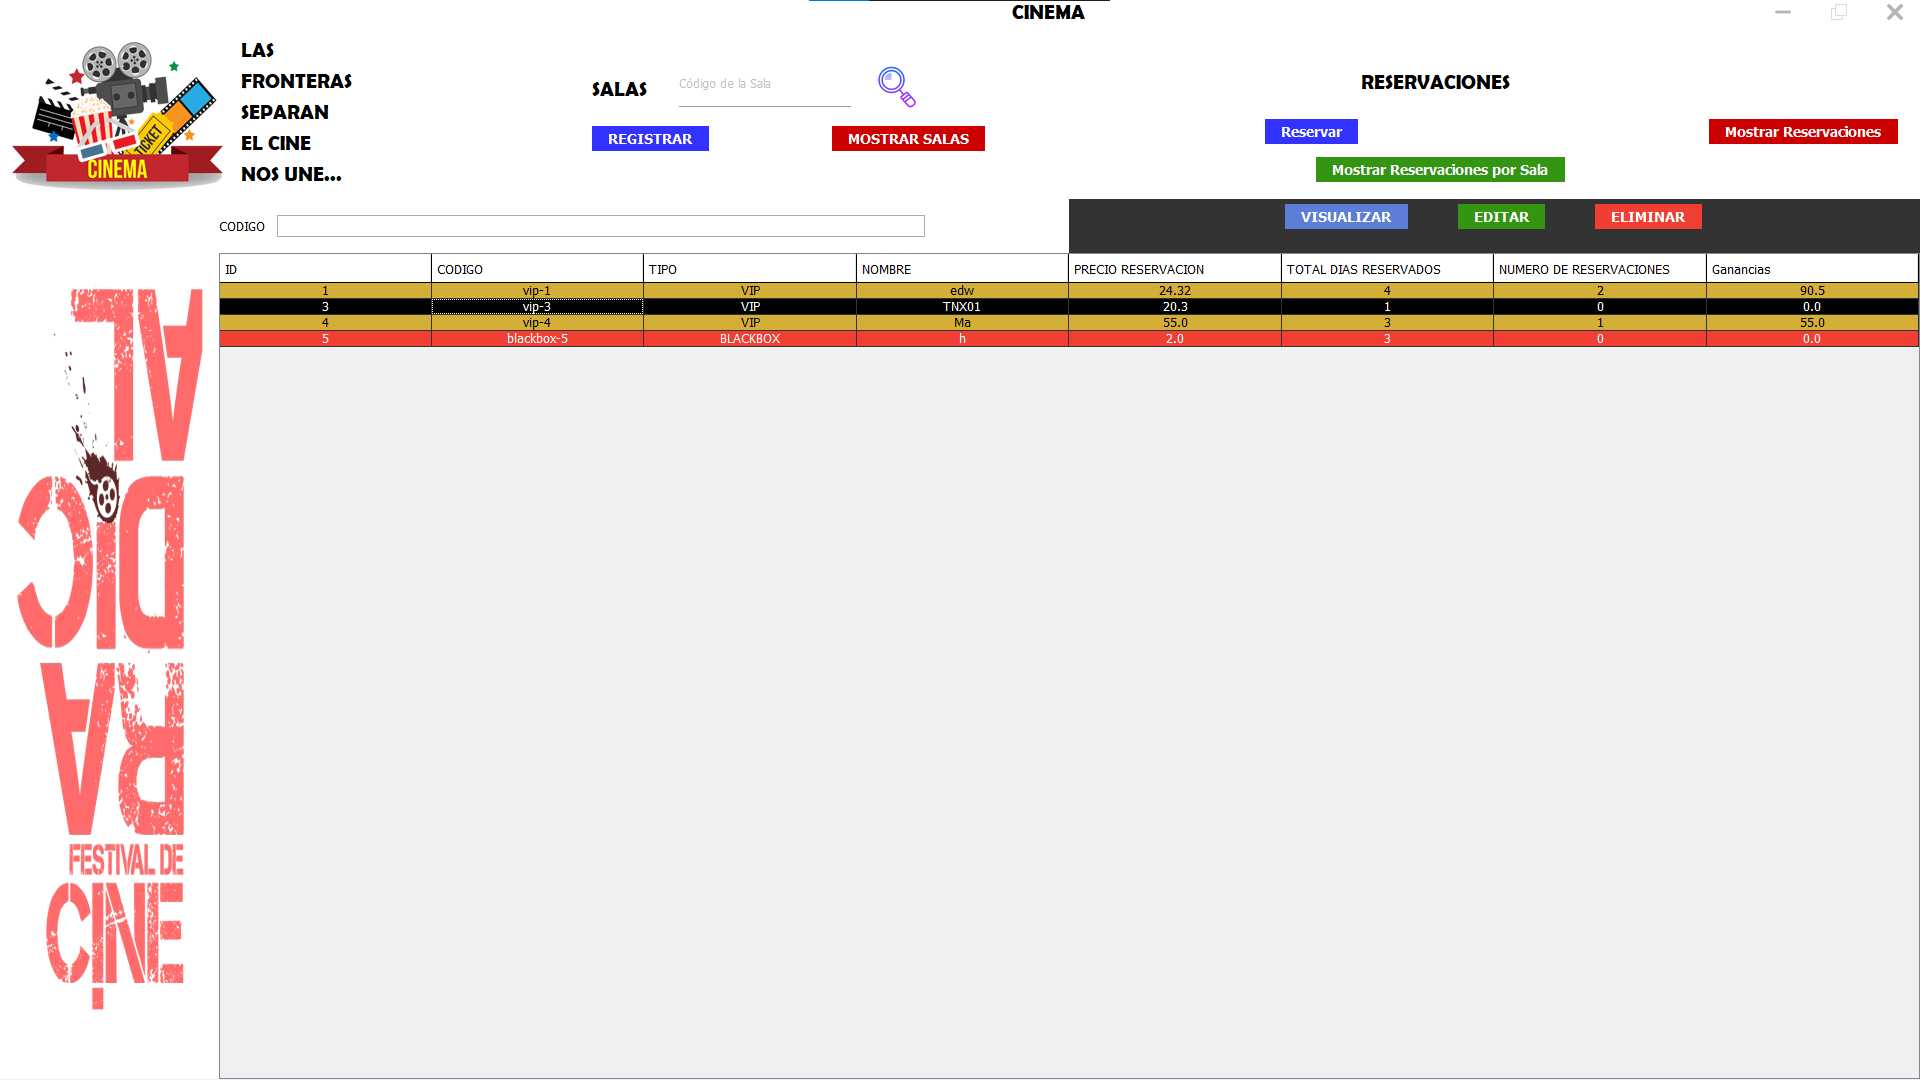 CINEMA
LAS
FRONTERAS
SEPARAN
EL CINE
NOS UNE...
TICKET
CINEMA
SALAS Código de la Sala
REGISTRAR MOSTRAR SALAS
RESERVACIONES
Reservar Mostrar Reservaciones
Mostrar Reservaciones por Sala
CODIGO
VISUALIZAR EDITAR ELIMINAR
ID CODIGO TIPO NOMBRE PRECIO RESERVACION TOTAL DIAS RESERVADOS NUMERO DE RESERVACIONES Ganancias
1 vip-1 VIP edw 24.32 4 2 90.5
3 vip-3 VIP TNX01 20.3 1 0 0.0
4 vip-4 VIP Ma 55.0 3 1 55.0
5 blackbox-5 BLACKBOX h 2.0 3 0 0.0
AL
DIC
RA
FESTIVAL DE
CINE